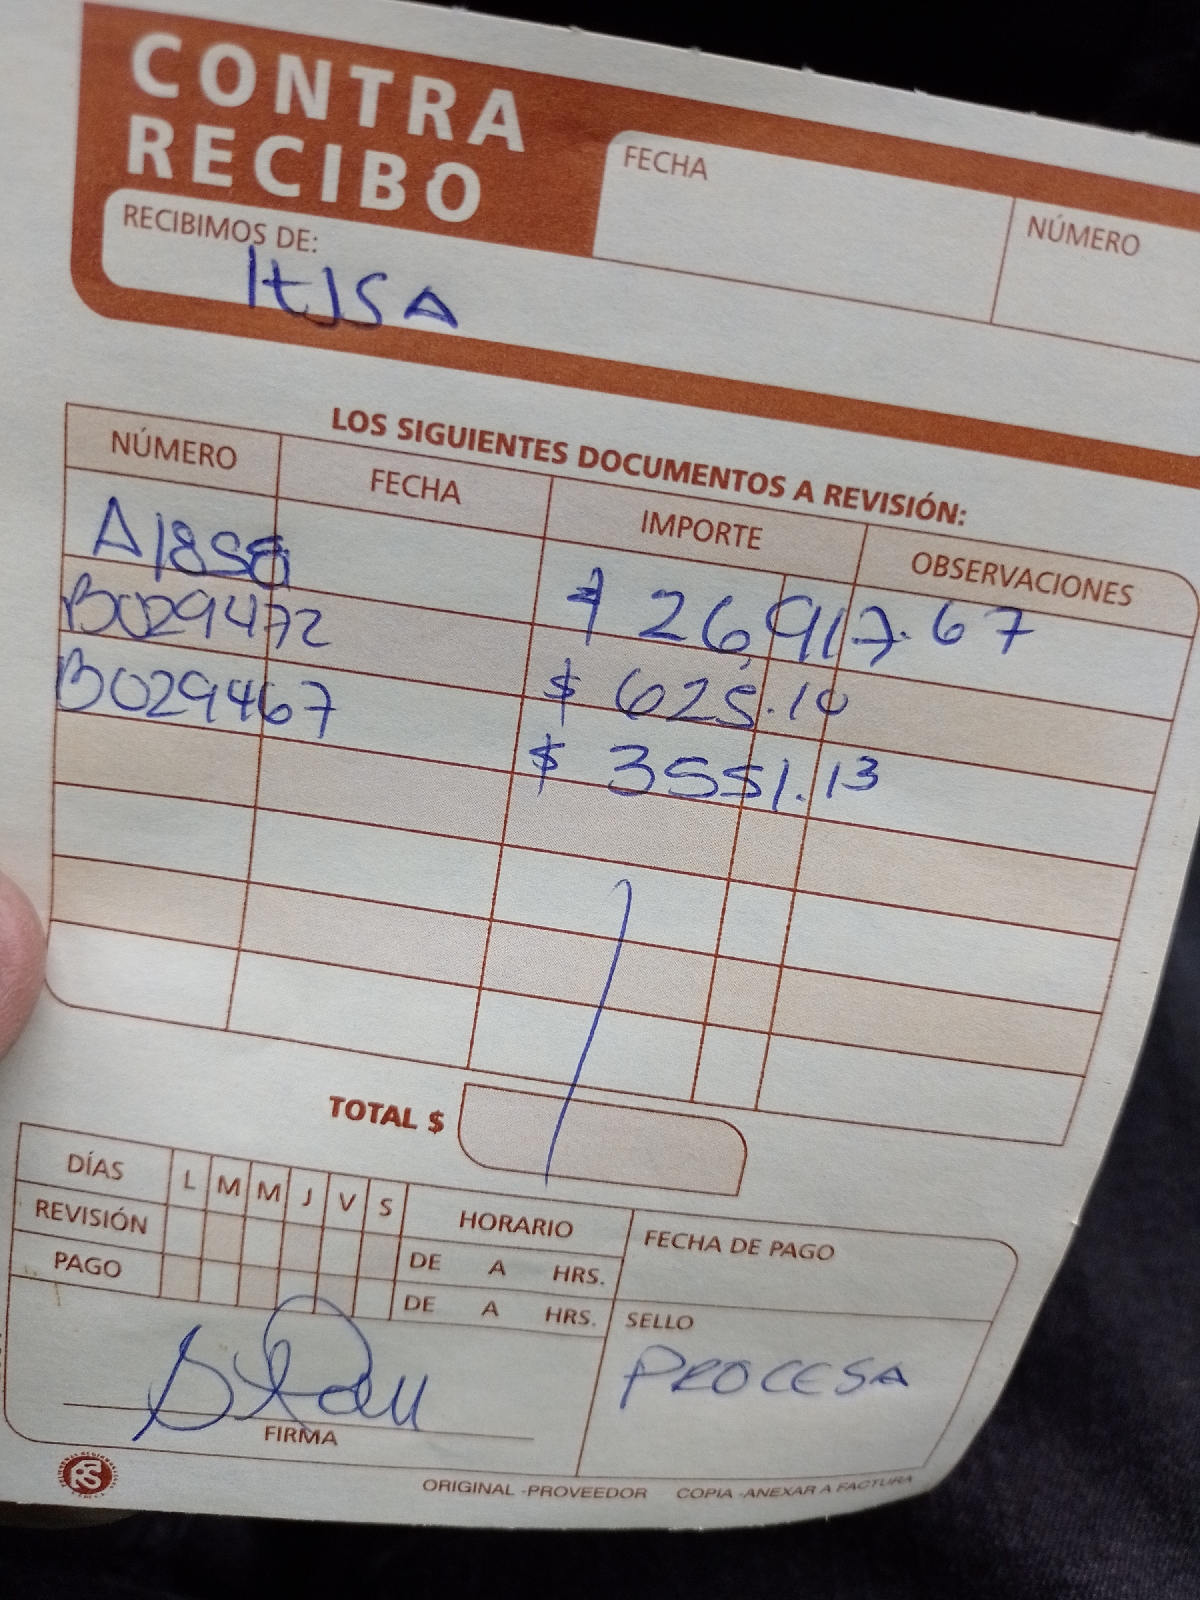 CONTRA
RECIBO
FECHA
NÚMERO
RECIBIMOS DE:
ItJSA
LOS SIGUIENTES DOCUMENTOS A REVISIÓN:
NÚMERO FECHA IMPORTE OBSERVACIONES
$ 26,917.67
B029472 $ 625.10
B029467 $ 3551.13
TOTAL $
DÍAS L M M J V S HORARIO
REVISIÓN DE A HRS.
PAGO DE A HRS.
FECHA DE PAGO
SELLO
PROCESA
FIRMA
ORIGINAL -PROVEEDOR COPIA -ANEXAR A FACTURA